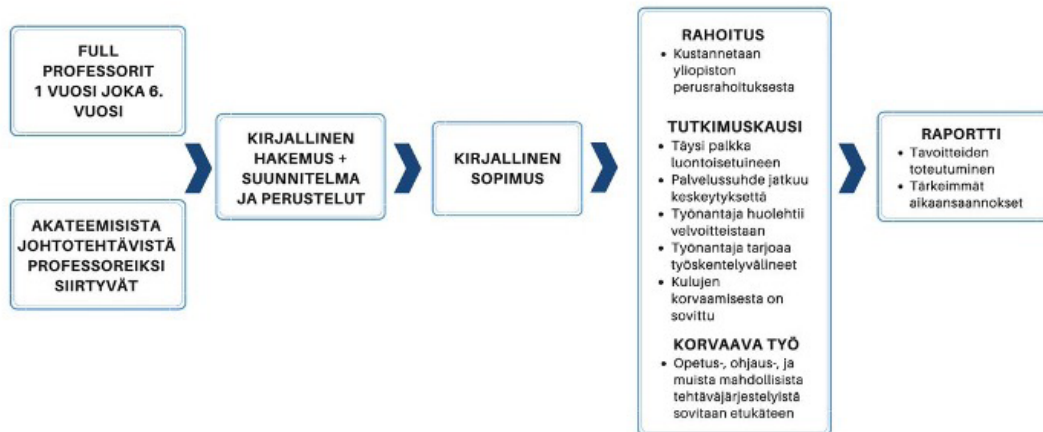 FULL
PROFESSORIT
1 VUOSI JOKA 6.
VUOSI
AKATEEMISISTA
JOHTOTEHTÄVISTÄ
PROFESSOREIKSI
SIIRTYVÄT
KIRJALLINEN
HAKEMUS +
SUUNNITELMA
JA PERUSTELUT
KIRJALLINEN
SOPIMUS
RAHOITUS
• Kustannetaan
yliopiston
perusrahoituksesta
TUTKIMUSKAUSI
• Täysi palkka
luontoisetuineen
• Palvelussuhde jatkuu
keskeytyksettä
• Työnantaja huolehtii
velvoitteistaan
• Työnantaja tarjoaa
työskentelyvälineet
• Kulujen
korvaamisesta on
sovittu
KORVAAVA TYÖ
• Opetus-, ohjaus-, ja
muista mahdollisista
tehtäväjärjestelyistä
sovitaan etukäteen
RAPORTTI
• Tavoitteiden
toteutuminen
• Tärkeimmät
aikaansaannokset